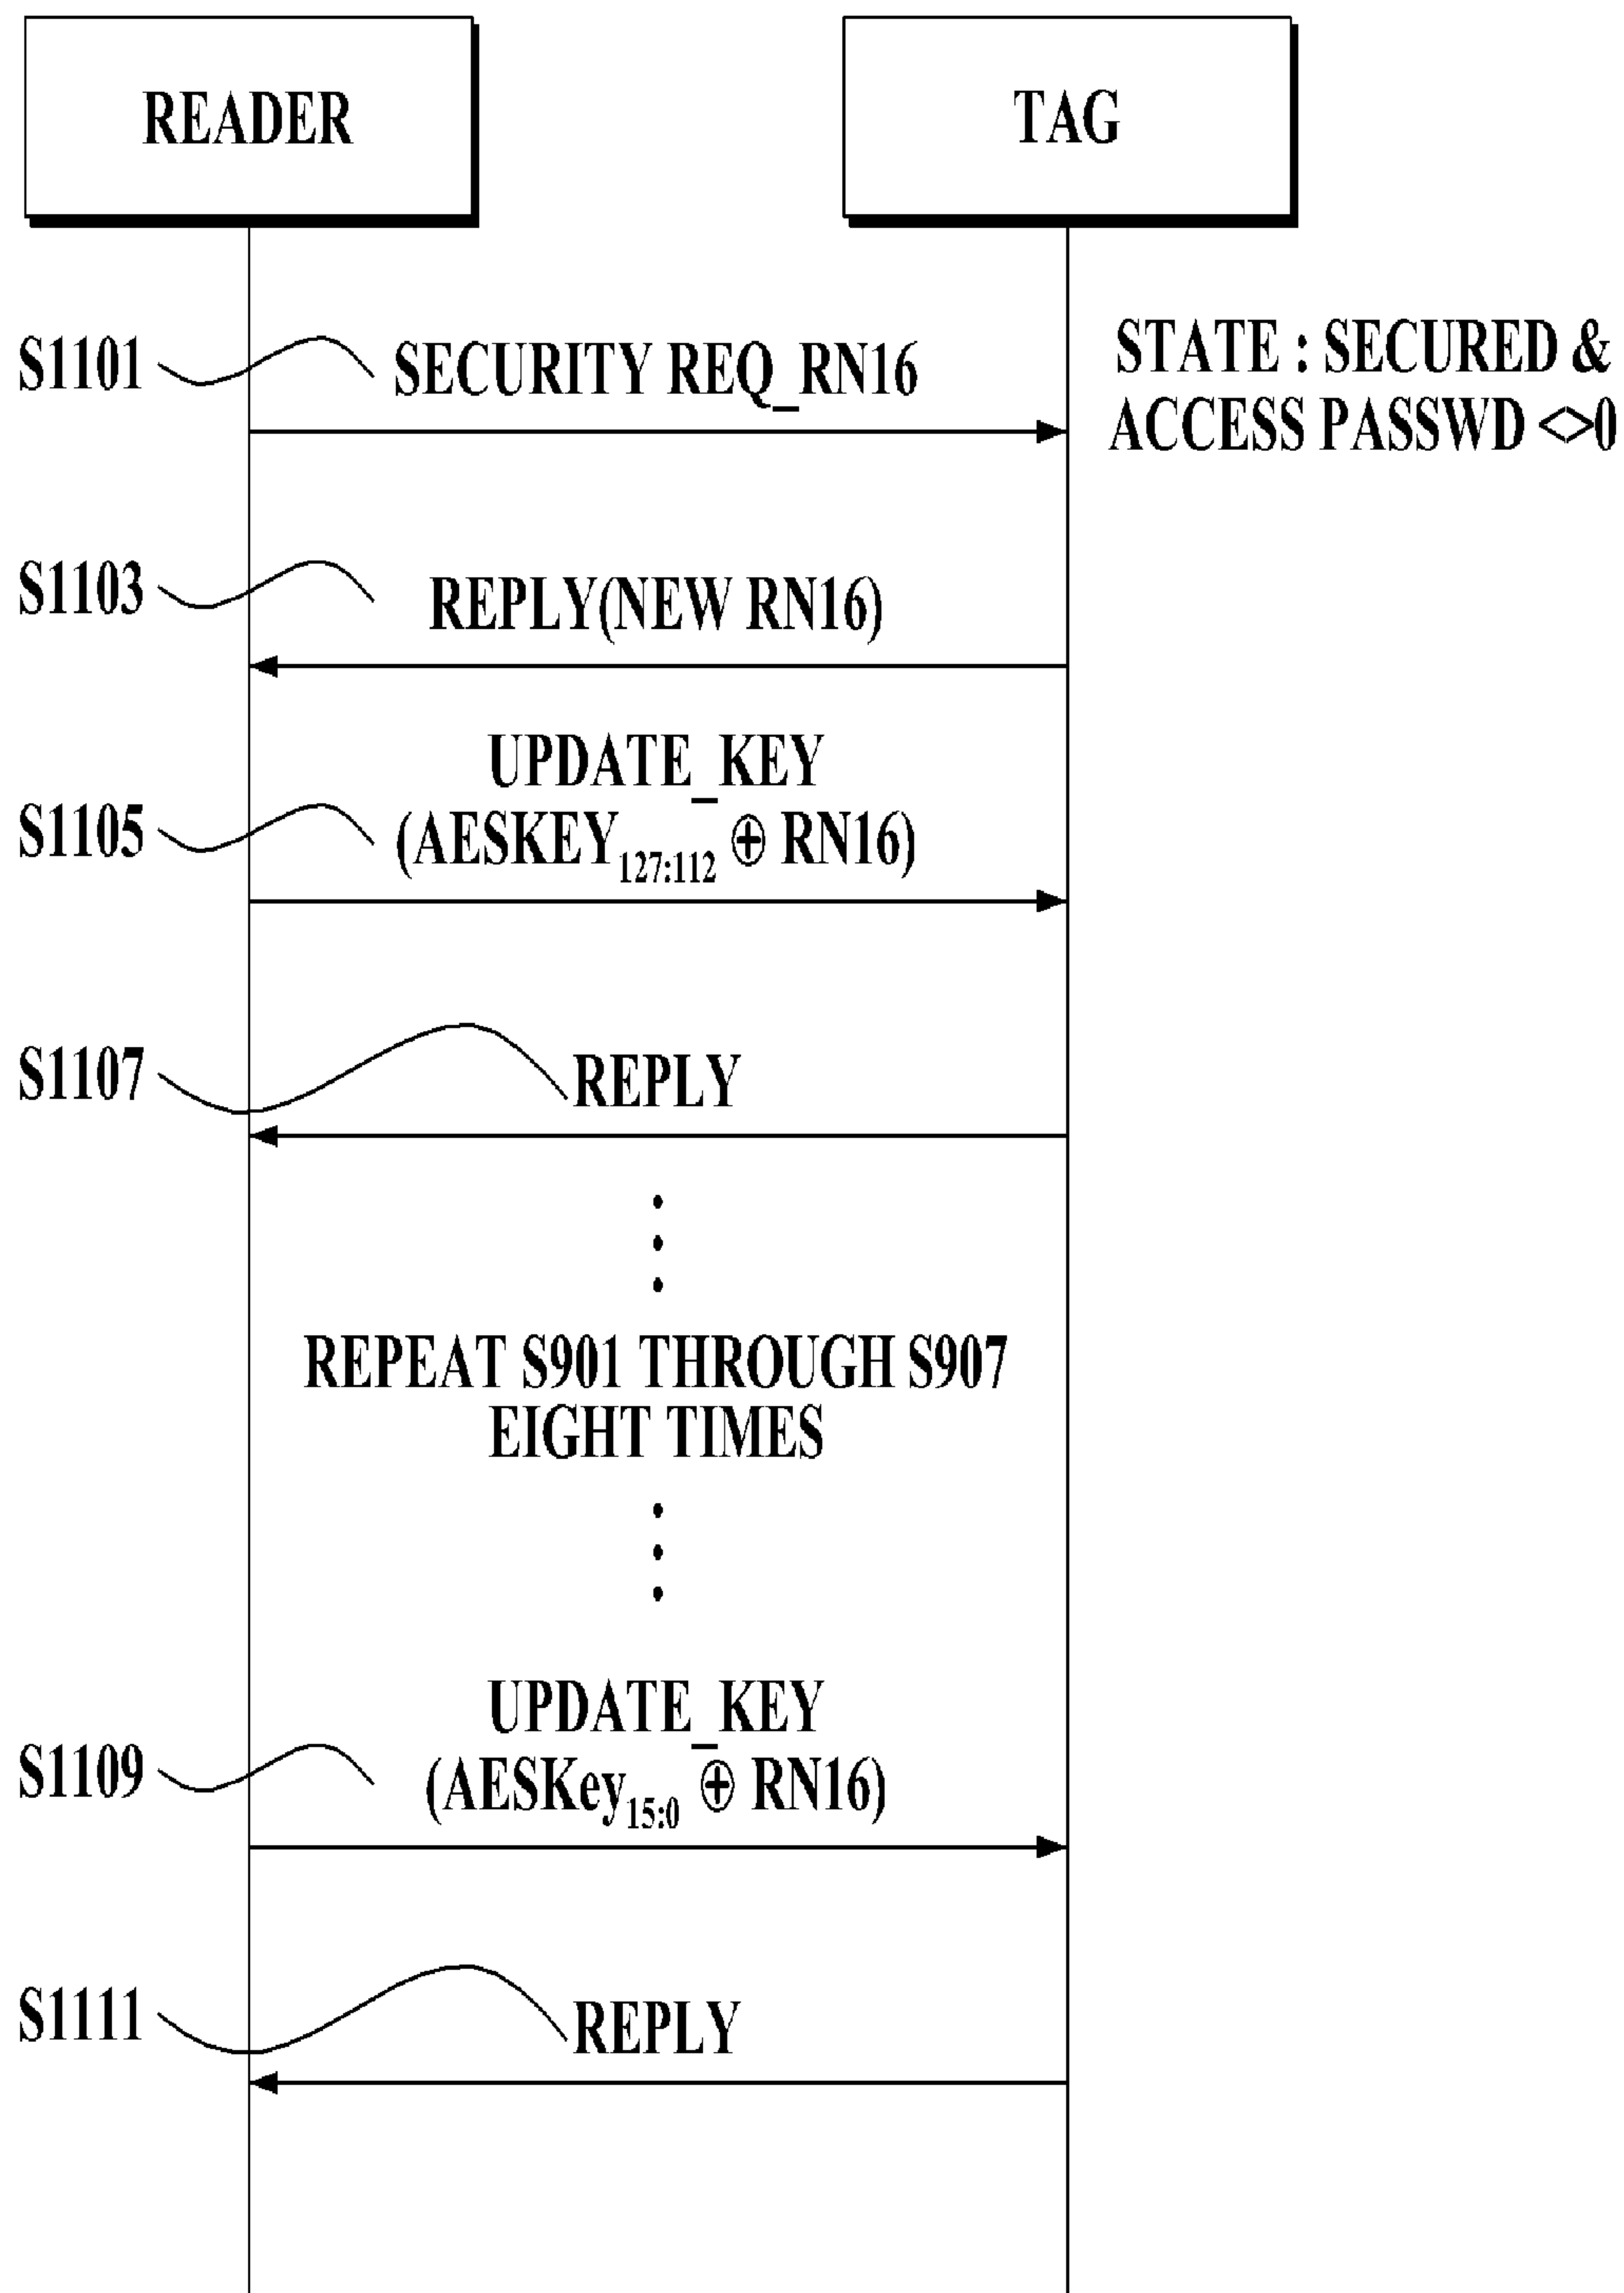 READER
TAG
S1101
SECURITY REQ_RN16
STATE : SECURED &
ACCESS PASSWD <>0
S1103
REPLY(NEW RN16)
UPDATE_KEY
S1105
(AESKEY127:112 ⊕ RN16)
S1107
REPLY
REPEAT S901 THROUGH S907
EIGHT TIMES
UPDATE_KEY
S1109
(AESKey15:0 ⊕ RN16)
S1111
REPLY